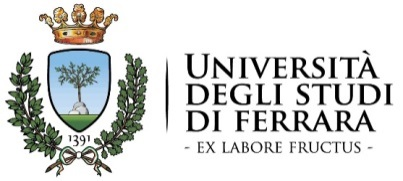 1391
UNIVERSITÀ
DEGLI STUDI
DI FERRARA
- EX LABORE FRUCTUS -